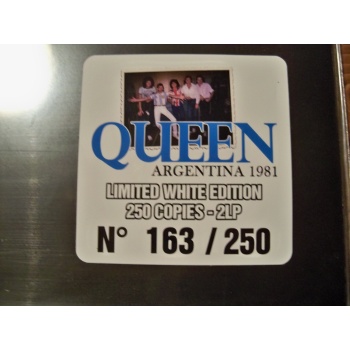 QUEEN
ARGENTINA 1981
LIMITED WHITE EDITION
250 COPIES - 2LP
N° 163 / 250